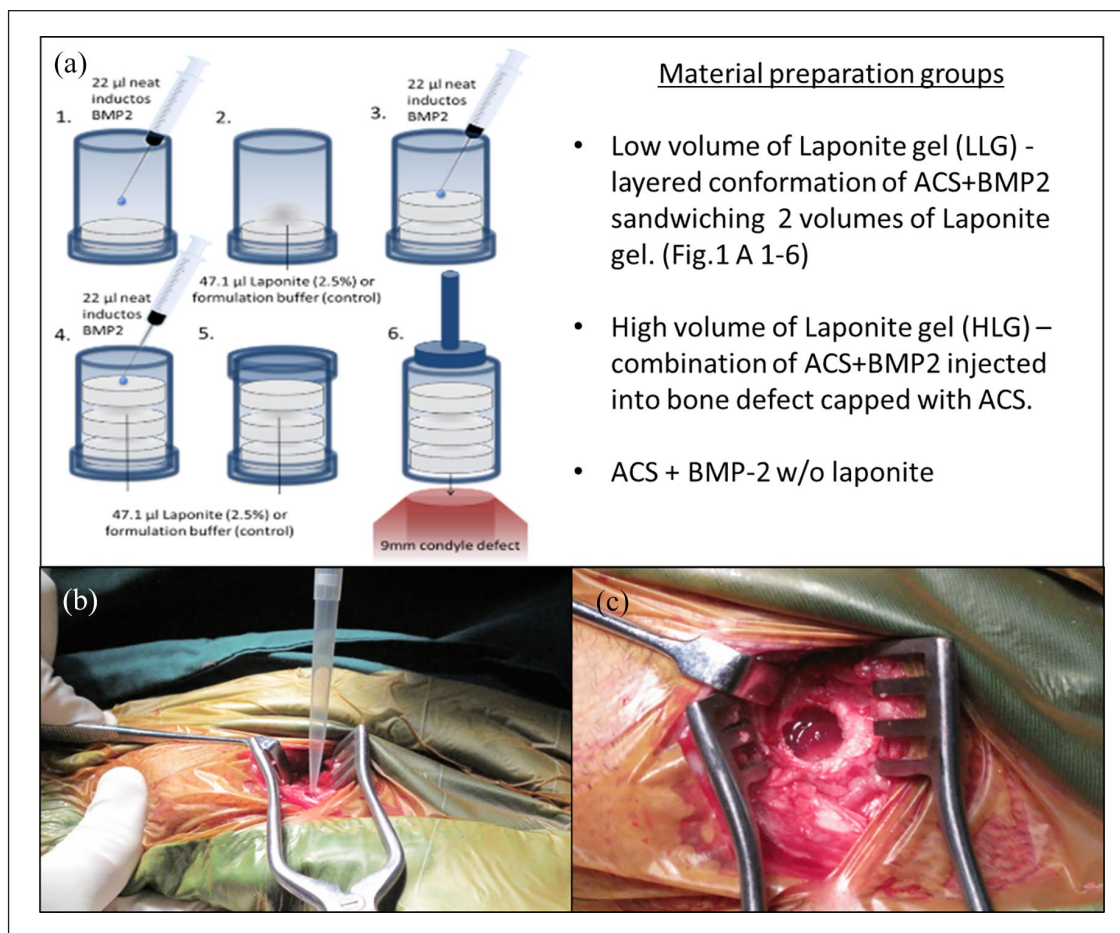 (a)
22 µl neat
inductos
BMP2
1.
2.
22 µl neat
inductos
BMP2
3.
47.1 µl Laponite (2.5%) or
formulation buffer (control)
22 µl neat
inductos
BMP2
4.
5.
6.
47.1 µl Laponite (2.5%) or
formulation buffer (control)
9mm condyle defect
Material preparation groups
• Low volume of Laponite gel (LLG) -
layered conformation of ACS+BMP2
sandwiching 2 volumes of Laponite
gel. (Fig.1 A 1-6)
• High volume of Laponite gel (HLG) –
combination of ACS+BMP2 injected
into bone defect capped with ACS.
• ACS + BMP-2 w/o laponite
(b)
(c)